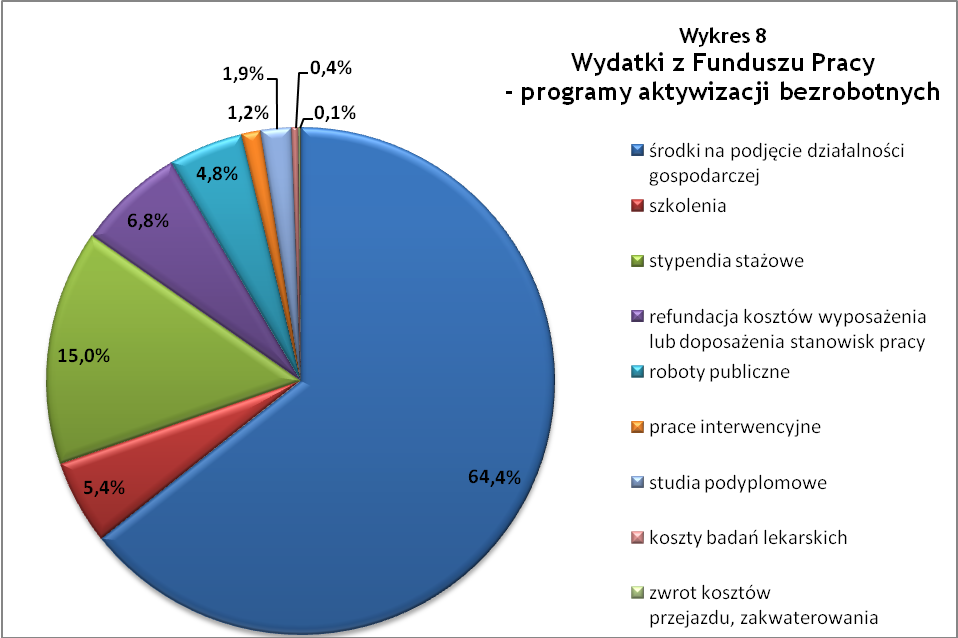 Wykres 8
Wydatki z Funduszu Pracy
- programy aktywizacji bezrobotnych
1,9%
0,4%
1,2%
0,1%
4,8%
6,8%
15,0%
5,4%
64,4%
środki na podjęcie działalności
gospodarczej
szkolenia
stypendia stażowe
refundacja kosztów wyposażenia
lub doposażenia stanowisk pracy
roboty publiczne
prace interwencyjne
studia podyplomowe
koszty badań lekarskich
zwrot kosztów
przejazdu, zakwaterowania